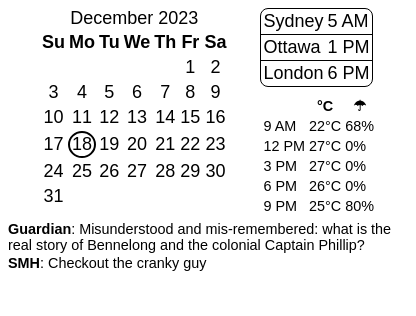 December 2023
Su Mo Tu We Th Fr Sa
1 2
3 4 5 6 7 8 9
10 11 12 13 14 15 16
17 18 19 20 21 22 23
24 25 26 27 28 29 30
31
Sydney 5 AM
Ottawa 1 PM
London 6 PM
°C ☂
9 AM 22°C 68%
12 PM 27°C 0%
3 PM 27°C 0%
6 PM 26°C 0%
9 PM 25°C 80%
Guardian: Misunderstood and mis-remembered: what is the
real story of Bennelong and the colonial Captain Phillip?
SMH: Checkout the cranky guy